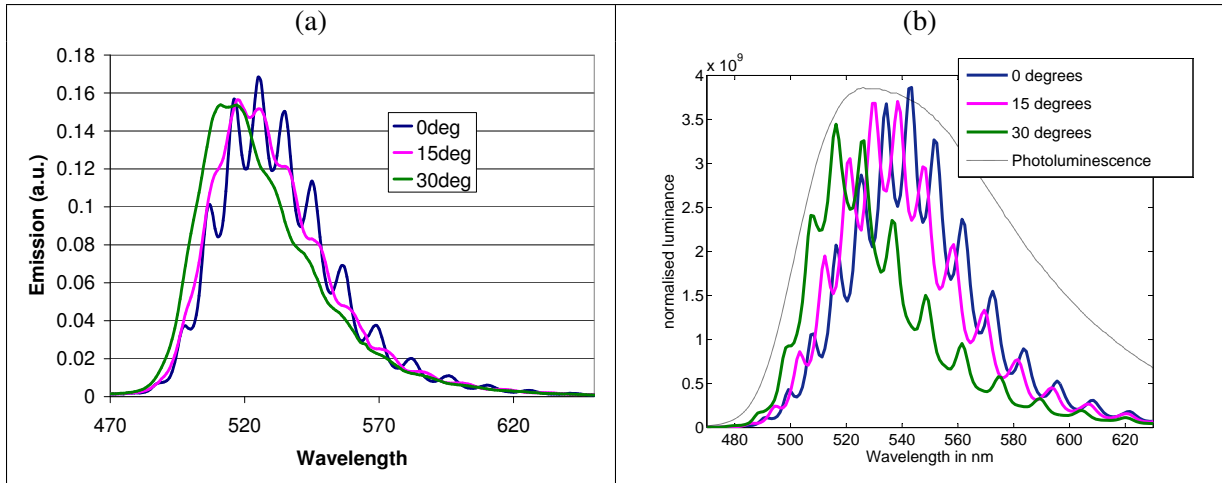 (a)
0.18
0.16
0.14
0.12
0.10
0.08
0.06
0.04
0.02
0
Emission (a.u.)
470 520 570 620
Wavelength
0deg
15deg
30deg
(b)
x 10^9
4
3.5
3
2.5
2
1.5
1
0.5
0
normalised luminance
480 500 520 540 560 580 600 620
Wavelength in nm
0 degrees
15 degrees
30 degrees
Photoluminescence